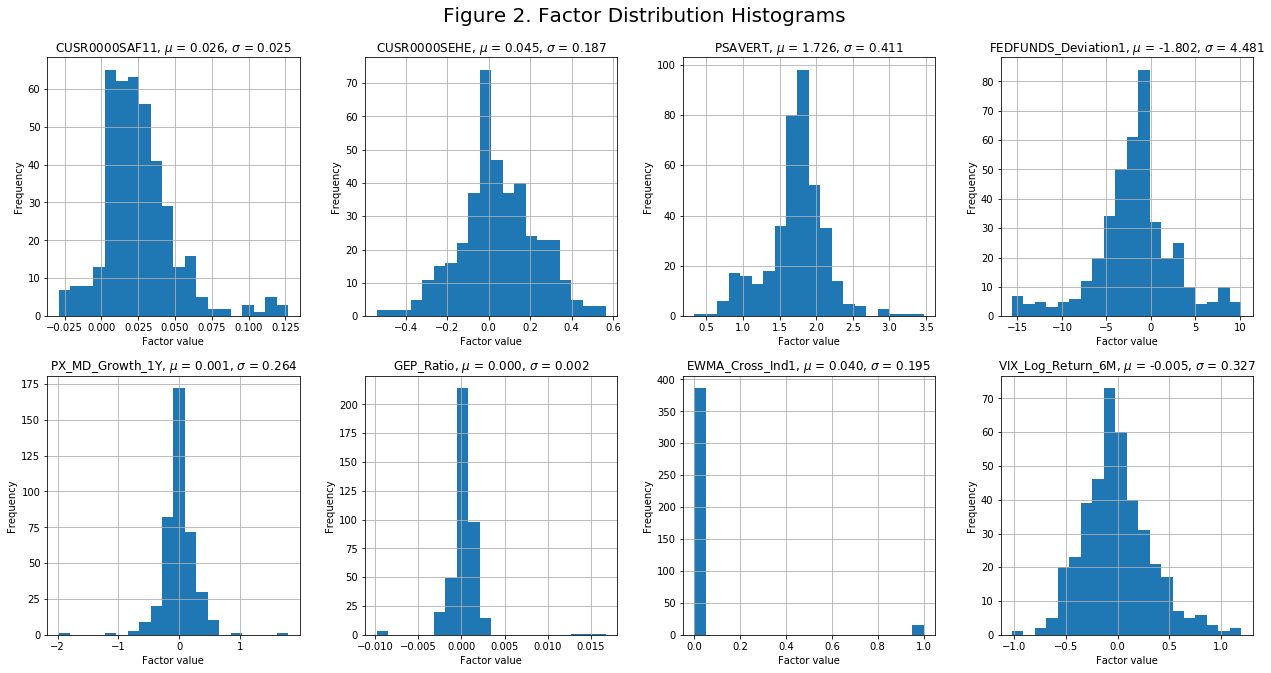 Figure 2. Factor Distribution Histograms
CUSR0000SAF11, μ = 0.026, σ = 0.025
60
50
40
30
20
10
0
Frequency
−0.025 0.000 0.025 0.050 0.075 0.100 0.125
Factor value
CUSR0000SEHE, μ = 0.045, σ = 0.187
70
60
50
40
30
20
10
0
Frequency
−0.4 −0.2 0.0 0.2 0.4 0.6
Factor value
PSAVERT, μ = 1.726, σ = 0.411
100
80
60
40
20
0
Frequency
0.5 1.0 1.5 2.0 2.5 3.0 3.5
Factor value
FEDFUNDS_Deviation1, μ = -1.802, σ = 4.481
80
70
60
50
40
30
20
10
0
Frequency
−15 −10 −5 0 5 10
Factor value
PX_MD_Growth_1Y, μ = 0.001, σ = 0.264
175
150
125
100
75
50
25
0
Frequency
−2 −1 0 1
Factor value
GEP_Ratio, μ = 0.000, σ = 0.002
200
175
150
125
100
75
50
25
0
Frequency
−0.010 −0.005 0.000 0.005 0.010 0.015
Factor value
EWMA_Cross_Ind1, μ = 0.040, σ = 0.195
400
350
300
250
200
150
100
50
0
Frequency
0.0 0.2 0.4 0.6 0.8 1.0
Factor value
VIX_Log_Return_6M, μ = -0.005, σ = 0.327
70
60
50
40
30
20
10
0
Frequency
−1.0 −0.5 0.0 0.5 1.0
Factor value